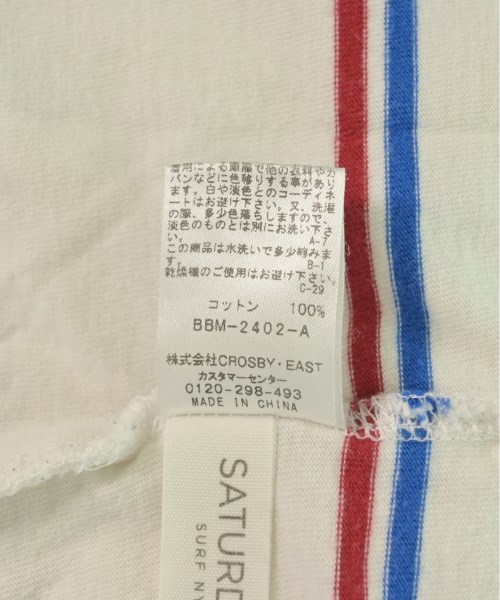 着用による摩擦で他の衣料やカ
バンなどに色移りする事があり
ます。白や淡色とのコーディネ
ートはお避け下さい。又、洗濯
の際、多少色落ちしますので、
淡色のものとは別にお洗い下さ
い。 A-7
この商品は水洗いで多少縮みま
す。 B-1
乾燥機のご使用はお避け下さい。
C-29
コットン 100%
BBM-2402-A
株式会社CROSBY・EAST
カスタマーセンター
0120-298-493
MADE IN CHINA
SATURD
SURF NY